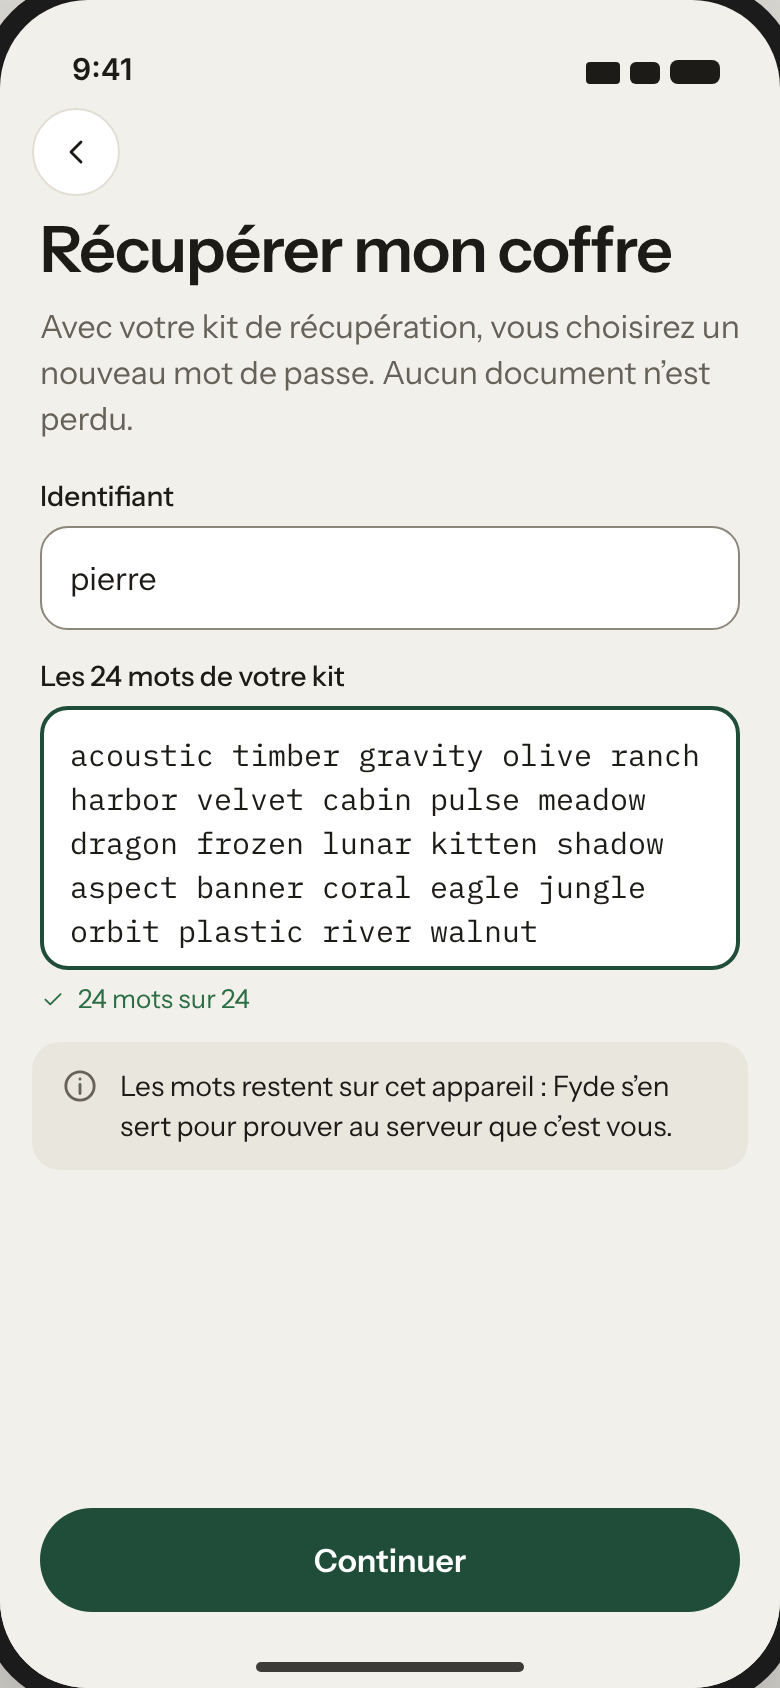 9:41
Récupérer mon coffre
Avec votre kit de récupération, vous choisirez un
nouveau mot de passe. Aucun document n’est
perdu.
Identifiant
pierre
Les 24 mots de votre kit
acoustic timber gravity olive ranch
harbor velvet cabin pulse meadow
dragon frozen lunar kitten shadow
aspect banner coral eagle jungle
orbit plastic river walnut
24 mots sur 24
Les mots restent sur cet appareil : Fyde s’en
sert pour prouver au serveur que c’est vous.
Continuer